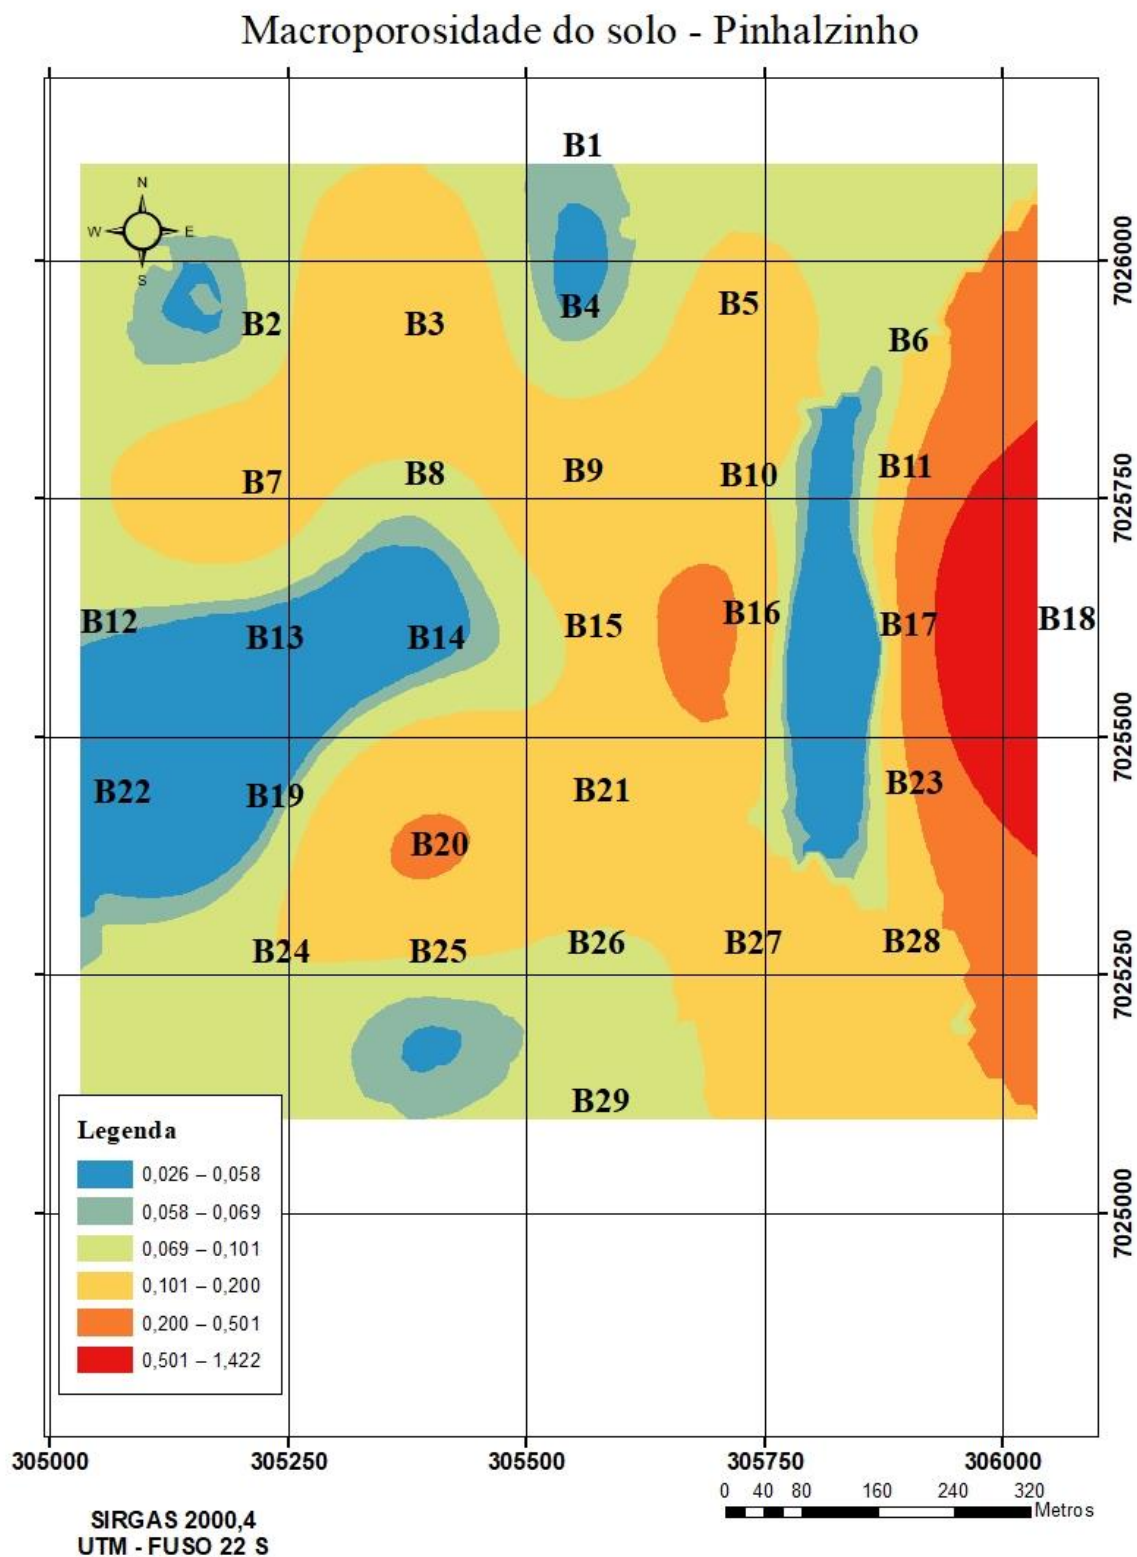 Macroporosidade do solo - Pinhalzinho
B1
N
W E
S
7026000
B2 B3 B4 B5
B6
B7 B8 B9 B10 B11
7025750
B12 B13 B14 B15 B16 B17 B18
7025500
B22 B19 B21 B23
B20
B24 B25 B26 B27 B28
7025250
B29
Legenda
0,026 – 0,058
0,058 – 0,069
0,069 – 0,101
0,101 – 0,200
0,200 – 0,501
0,501 – 1,422
7025000
305000 305250 305500 305750 306000
0 40 80 160 240 320
Metros
SIRGAS 2000,4
UTM - FUSO 22 S